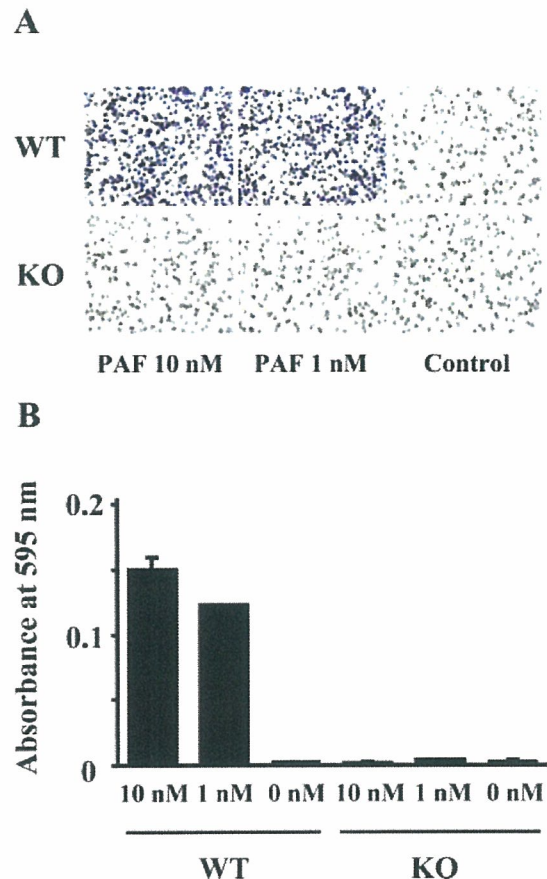 A
WT
KO
PAF 10 nM PAF 1 nM Control
B
Absorbance at 595 nm
0.2
0.1
0
10 nM 1 nM 0 nM 10 nM 1 nM 0 nM
WT KO